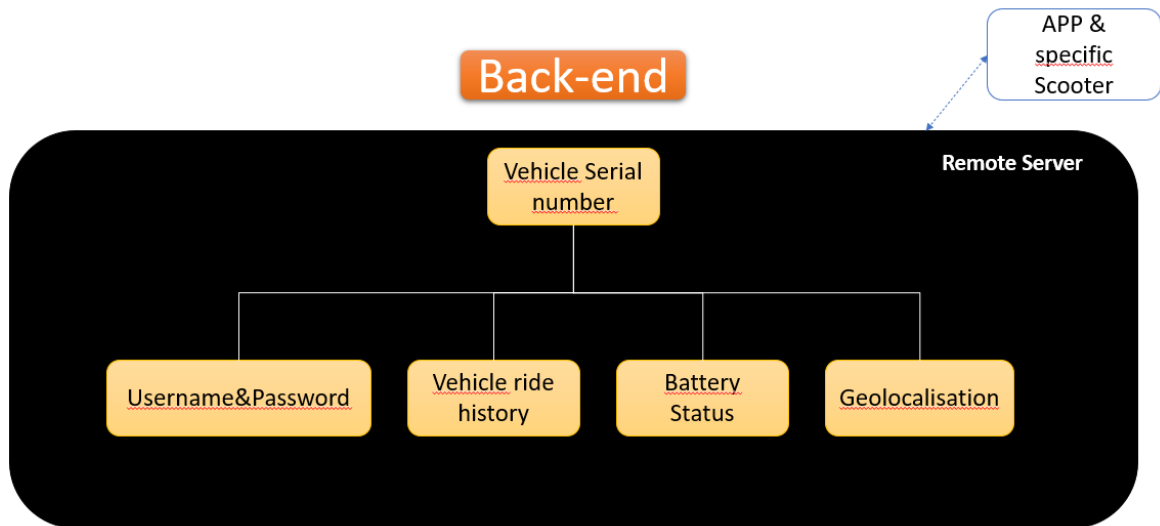 APP &
specific
Scooter
Back-end
Remote Server
Vehicle Serial
number
Username&Password
Vehicle ride
history
Battery
Status
Geolocalisation